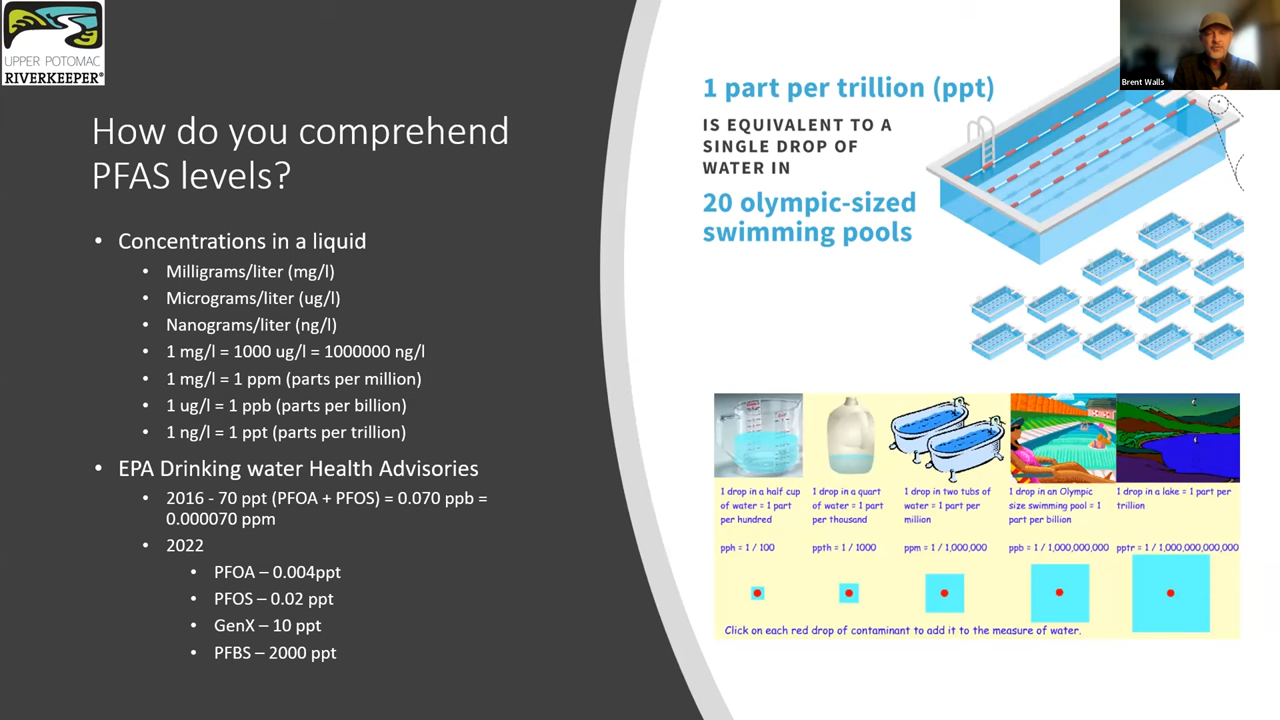 UPPER POTOMAC
RIVERKEEPER®
Brent Walls
How do you comprehend
PFAS levels?
• Concentrations in a liquid
• Milligrams/liter (mg/l)
• Micrograms/liter (ug/l)
• Nanograms/liter (ng/l)
• 1 mg/l = 1000 ug/l = 1000000 ng/l
• 1 mg/l = 1 ppm (parts per million)
• 1 ug/l = 1 ppb (parts per billion)
• 1 ng/l = 1 ppt (parts per trillion)
• EPA Drinking water Health Advisories
• 2016 - 70 ppt (PFOA + PFOS) = 0.070 ppb =
0.000070 ppm
• 2022
• PFOA – 0.004ppt
• PFOS – 0.02 ppt
• GenX – 10 ppt
• PFBS – 2000 ppt
1 part per trillion (ppt)
IS EQUIVALENT TO A
SINGLE DROP OF
WATER IN
20 olympic-sized
swimming pools
1 drop in a half cup
of water = 1 part
per hundred
pph = 1 / 100
1 drop in a quart
of water = 1 part
per thousand
ppth = 1 / 1000
1 drop in two tubs of
water = 1 part per
million
ppm = 1 / 1,000,000
1 drop in an Olympic
size swimming pool = 1
part per billion
ppb = 1 / 1,000,000,000
1 drop in a lake = 1 part per
trillion
pptr = 1 / 1,000,000,000,000
Click on each red drop of contaminant to add it to the measure of water.